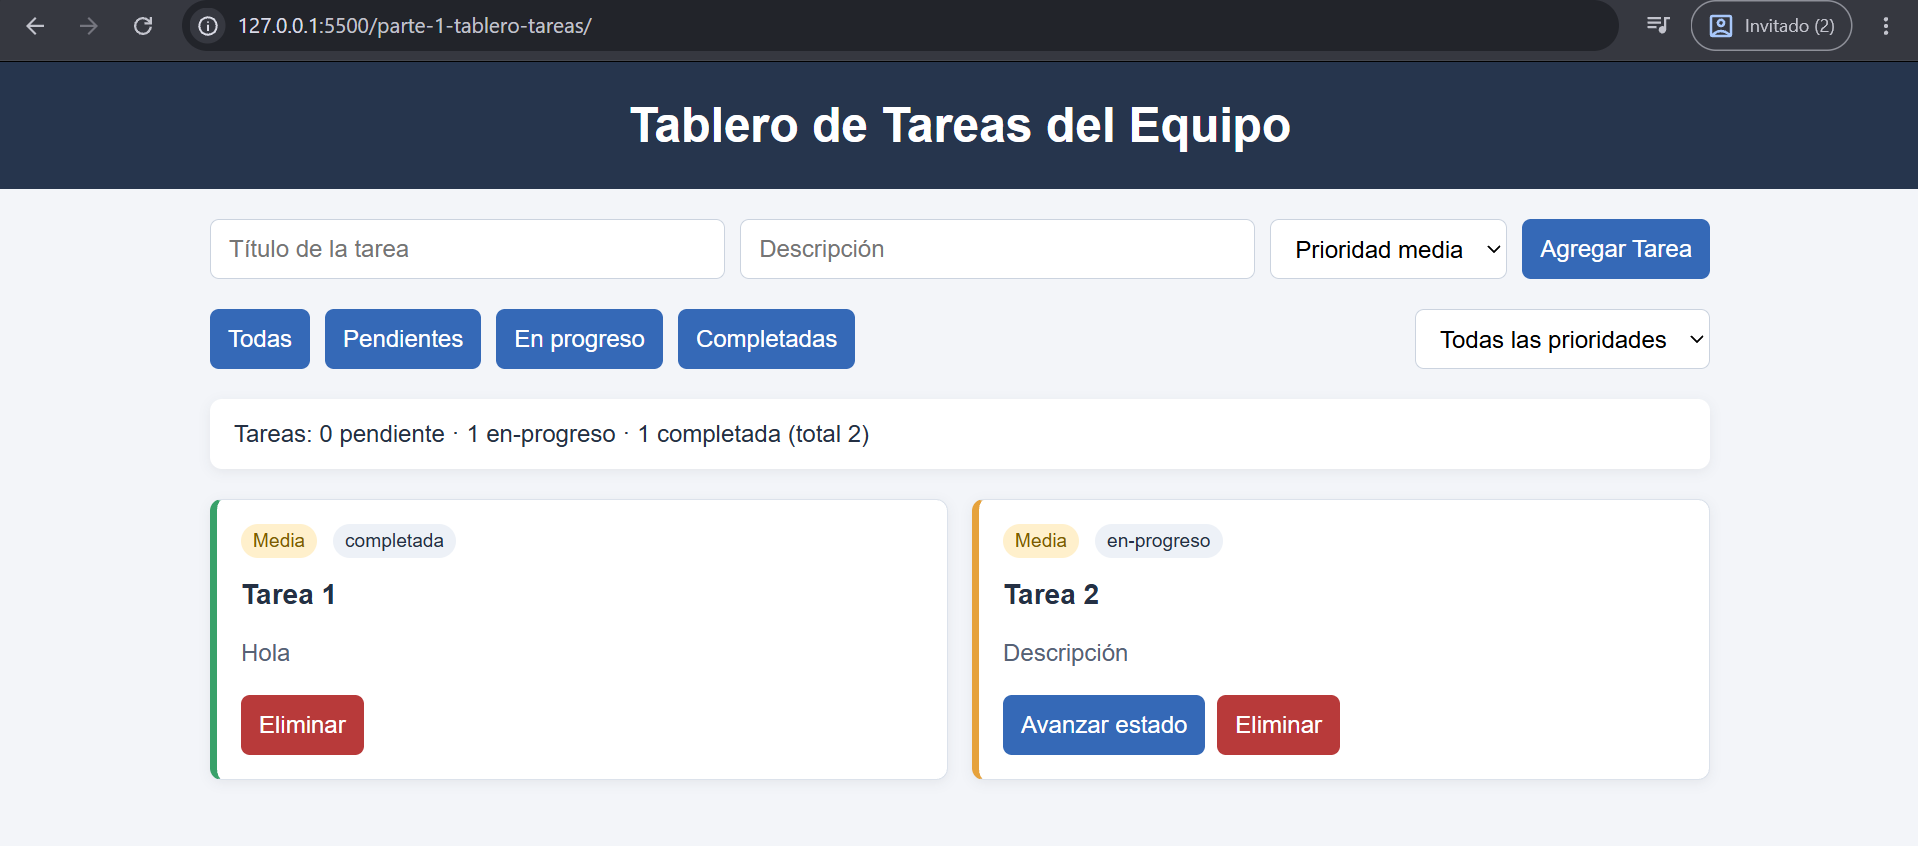 127.0.0.1:5500/parte-1-tablero-tareas/
Invitado (2)
Tablero de Tareas del Equipo
Título de la tarea
Descripción
Prioridad media
Agregar Tarea
Todas
Pendientes
En progreso
Completadas
Todas las prioridades
Tareas: 0 pendiente · 1 en-progreso · 1 completada (total 2)
Media
completada
Tarea 1
Hola
Eliminar
Media
en-progreso
Tarea 2
Descripción
Avanzar estado
Eliminar